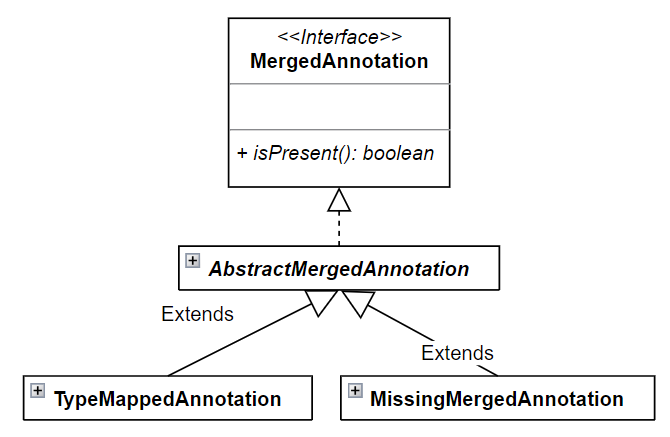 <<Interface>>
MergedAnnotation
+ isPresent(): boolean
+ AbstractMergedAnnotation
Extends
Extends
+ TypeMappedAnnotation
+ MissingMergedAnnotation